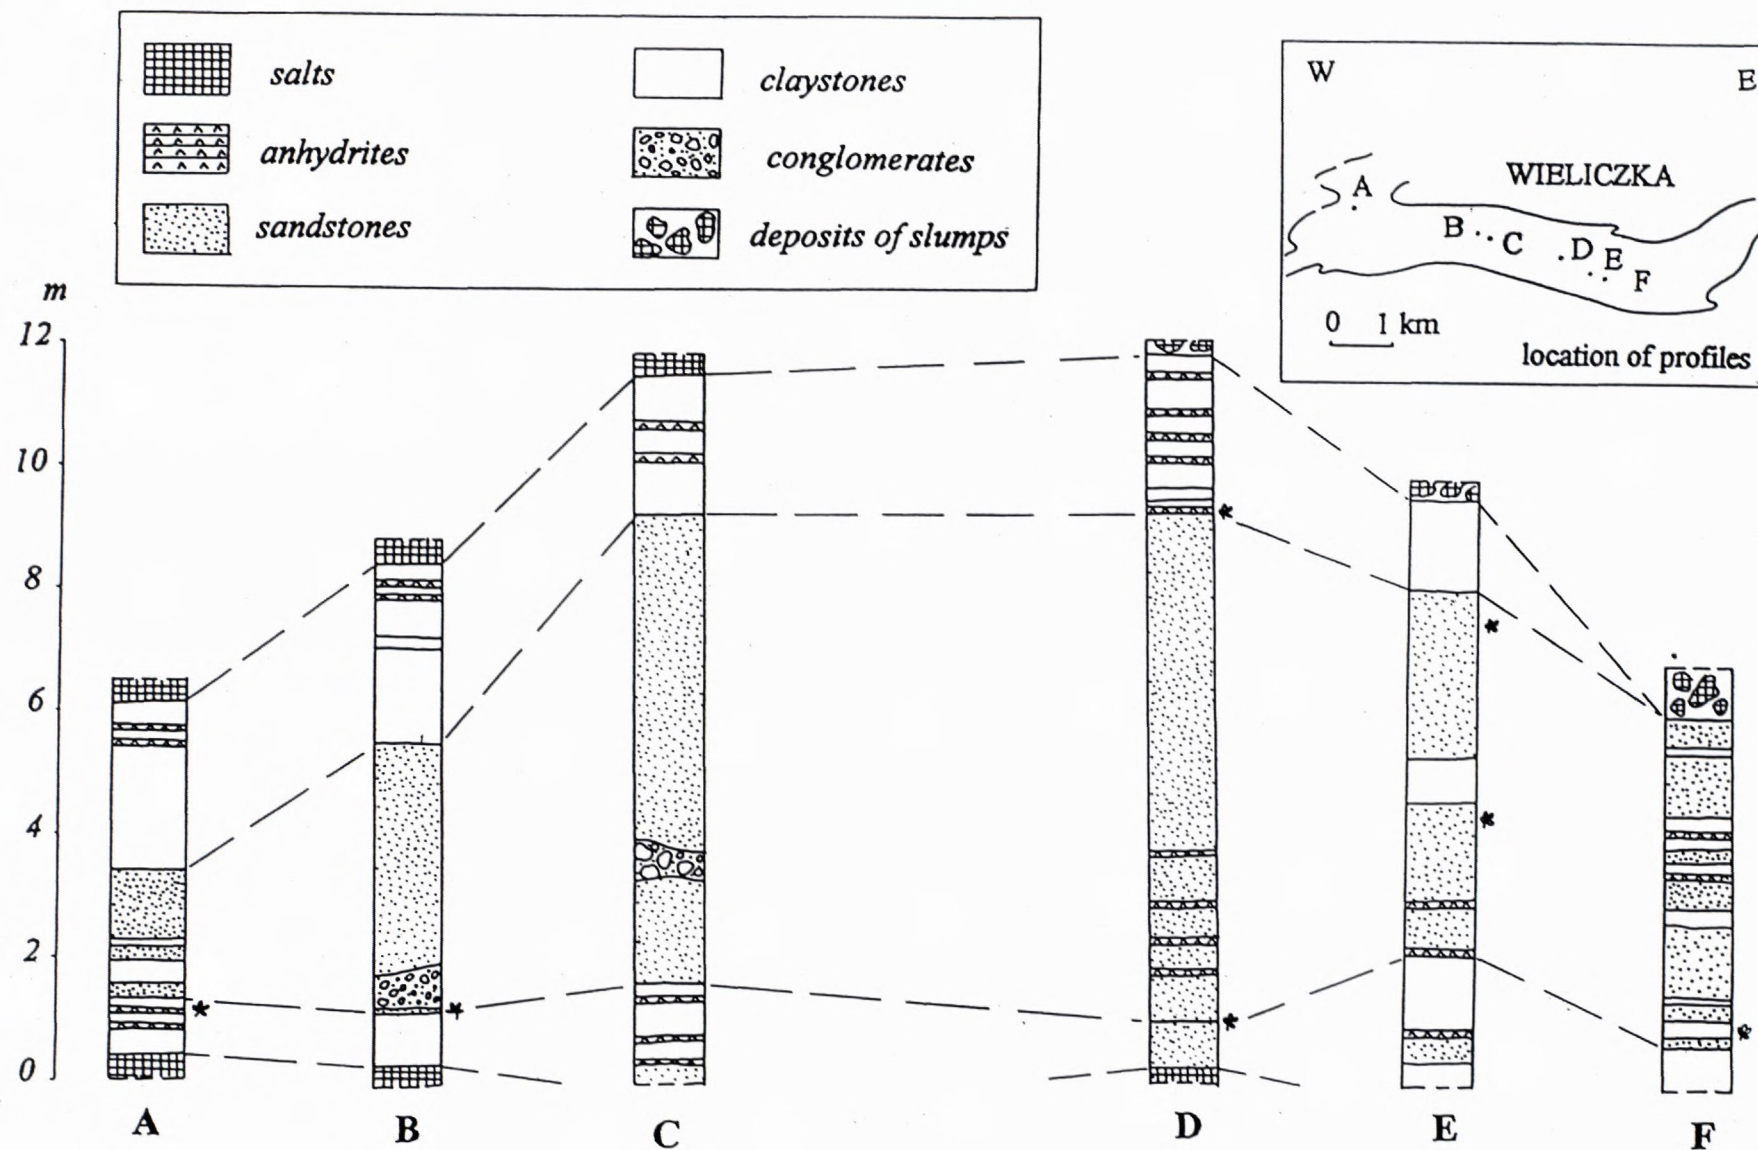 salts
claystones
anhydrites
conglomerates
sandstones
deposits of slumps
W
E
WIELICZKA
A
B
C
D
E
F
0 1 km
location of profiles
m
12
10
8
6
4
2
0
A
B
C
D
E
F